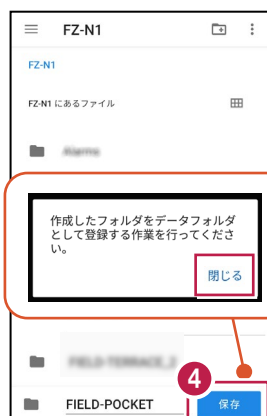 FZ-N1
FZ-N1
FZ-N1 にあるファイル
作成したフォルダをデータフォルダ
として登録する作業を行ってくださ
い。
閉じる
4
FIELD-POCKET
保存